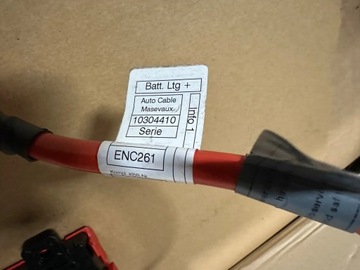 Batt. Ltg +
Auto Cable
Masevaux
10304410
Serie
Info 1
ENC261